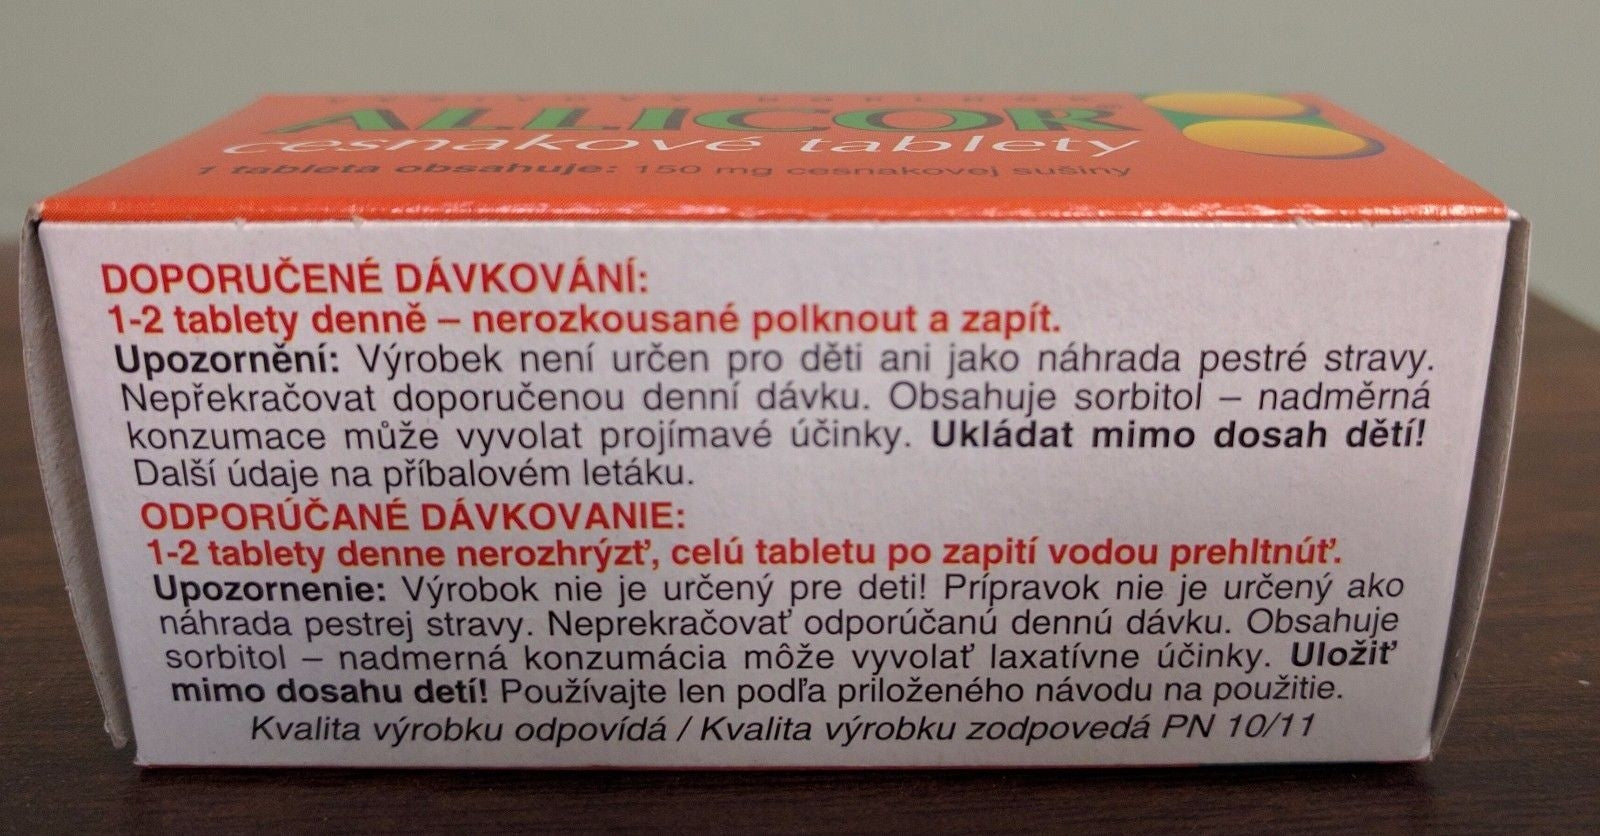 ALLICOR®
cesnakové tablety
1 tableta obsahuje: 150 mg cesnakovej sušiny
DOPORUČENÉ DÁVKOVÁNÍ:
1-2 tablety denně – nerozkousané polknout a zapít.
Upozornění: Výrobek není určen pro děti ani jako náhrada pestré stravy.
Nepřekračovat doporučenou denní dávku. Obsahuje sorbitol – nadměrná
konzumace může vyvolat projímavé účinky. Ukládat mimo dosah dětí!
Další údaje na příbalovém letáku.
ODPORÚČANÉ DÁVKOVANIE:
1-2 tablety denne nerozhrýzť, celú tabletu po zapití vodou prehltnúť.
Upozornenie: Výrobok nie je určený pre deti! Prípravok nie je určený ako
náhrada pestrej stravy. Neprekračovať odporúčanú dennú dávku. Obsahuje
sorbitol – nadmerná konzumácia môže vyvolať laxatívne účinky. Uložiť
mimo dosahu detí! Používajte len podľa priloženého návodu na použitie.
Kvalita výrobku odpovídá / Kvalita výrobku zodpovedá PN 10/11